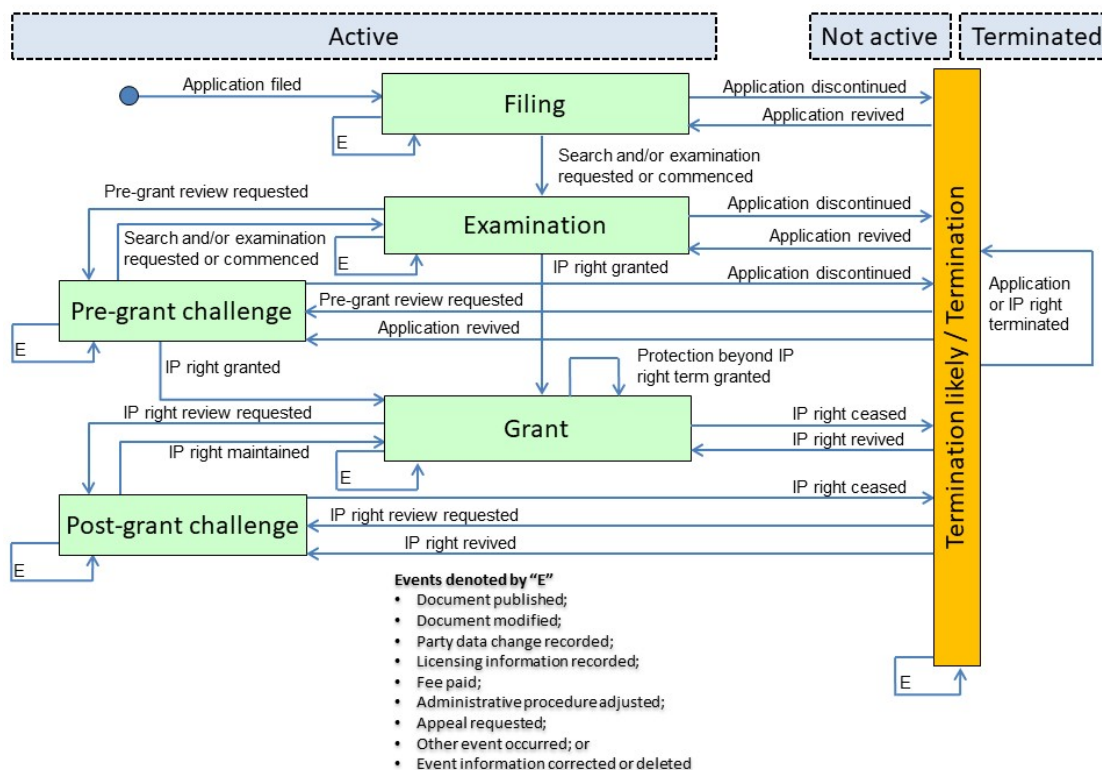 Active
Not active
Terminated
Application filed
Filing
Application discontinued
Application revived
E
Search and/or examination
requested or commenced
Pre-grant review requested
Examination
Application discontinued
Application revived
Search and/or examination
requested or commenced
E
IP right granted
Application discontinued
Pre-grant challenge
Pre-grant review requested
Application revived
E
Application
or IP right
terminated
IP right granted
Protection beyond IP
right term granted
IP right review requested
Grant
IP right ceased
IP right revived
IP right maintained
E
IP right ceased
Post-grant challenge
IP right review requested
IP right revived
E
Termination likely / Termination
E
Events denoted by “E”
• Document published;
• Document modified;
• Party data change recorded;
• Licensing information recorded;
• Fee paid;
• Administrative procedure adjusted;
• Appeal requested;
• Other event occurred; or
• Event information corrected or deleted